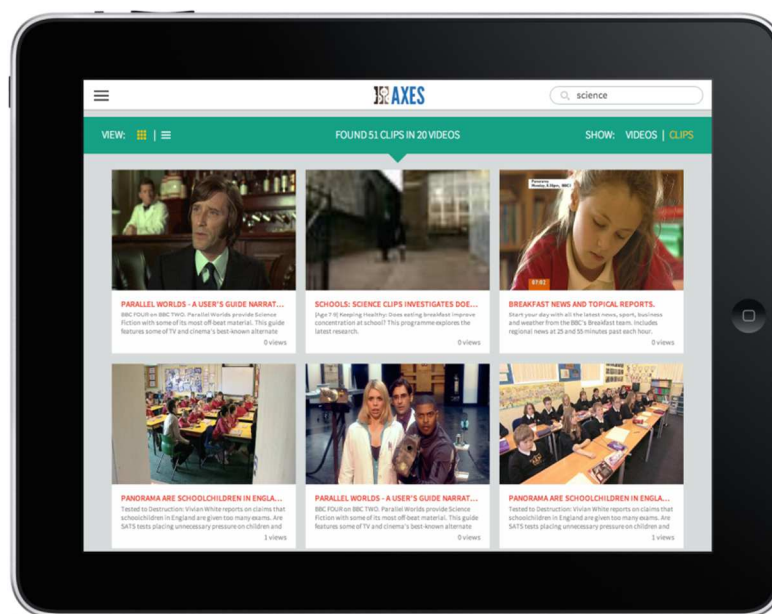 AXES
science
VIEW: | 
FOUND 51 CLIPS IN 20 VIDEOS
SHOW: VIDEOS | CLIPS
Panorama
Monday, 8.30pm, BBC1
07:02
PARALLEL WORLDS - A USER'S GUIDE NARRAT...
BBC FOUR on BBC TWO. Parallel Worlds provide Science
Fiction with some of its most off-beat material. This guide
features some of TV and cinema's best-known alternate
0 views
SCHOOLS: SCIENCE CLIPS INVESTIGATES DOE...
[Age 7-9] Keeping Healthy: Does eating breakfast improve
concentration at school? This programme explores the
latest research.
0 views
BREAKFAST NEWS AND TOPICAL REPORTS.
Start your day with all the latest news, sport, business
and weather from the BBC's Breakfast team. Includes
regional news at 25 and 55 minutes past each hour.
0 views
PANORAMA ARE SCHOOLCHILDREN IN ENGLA...
Tested to Destruction: Vivian White reports on claims that
schoolchildren in England are given too many exams. Are
SATS tests placing unnecessary pressure on children and
1 views
PARALLEL WORLDS - A USER'S GUIDE NARRAT...
BBC FOUR on BBC TWO. Parallel Worlds provide Science
Fiction with some of its most off-beat material. This guide
features some of TV and cinema's best-known alternate
0 views
PANORAMA ARE SCHOOLCHILDREN IN ENGLA...
Tested to Destruction: Vivian White reports on claims that
schoolchildren in England are given too many exams. Are
SATS tests placing unnecessary pressure on children and
1 views